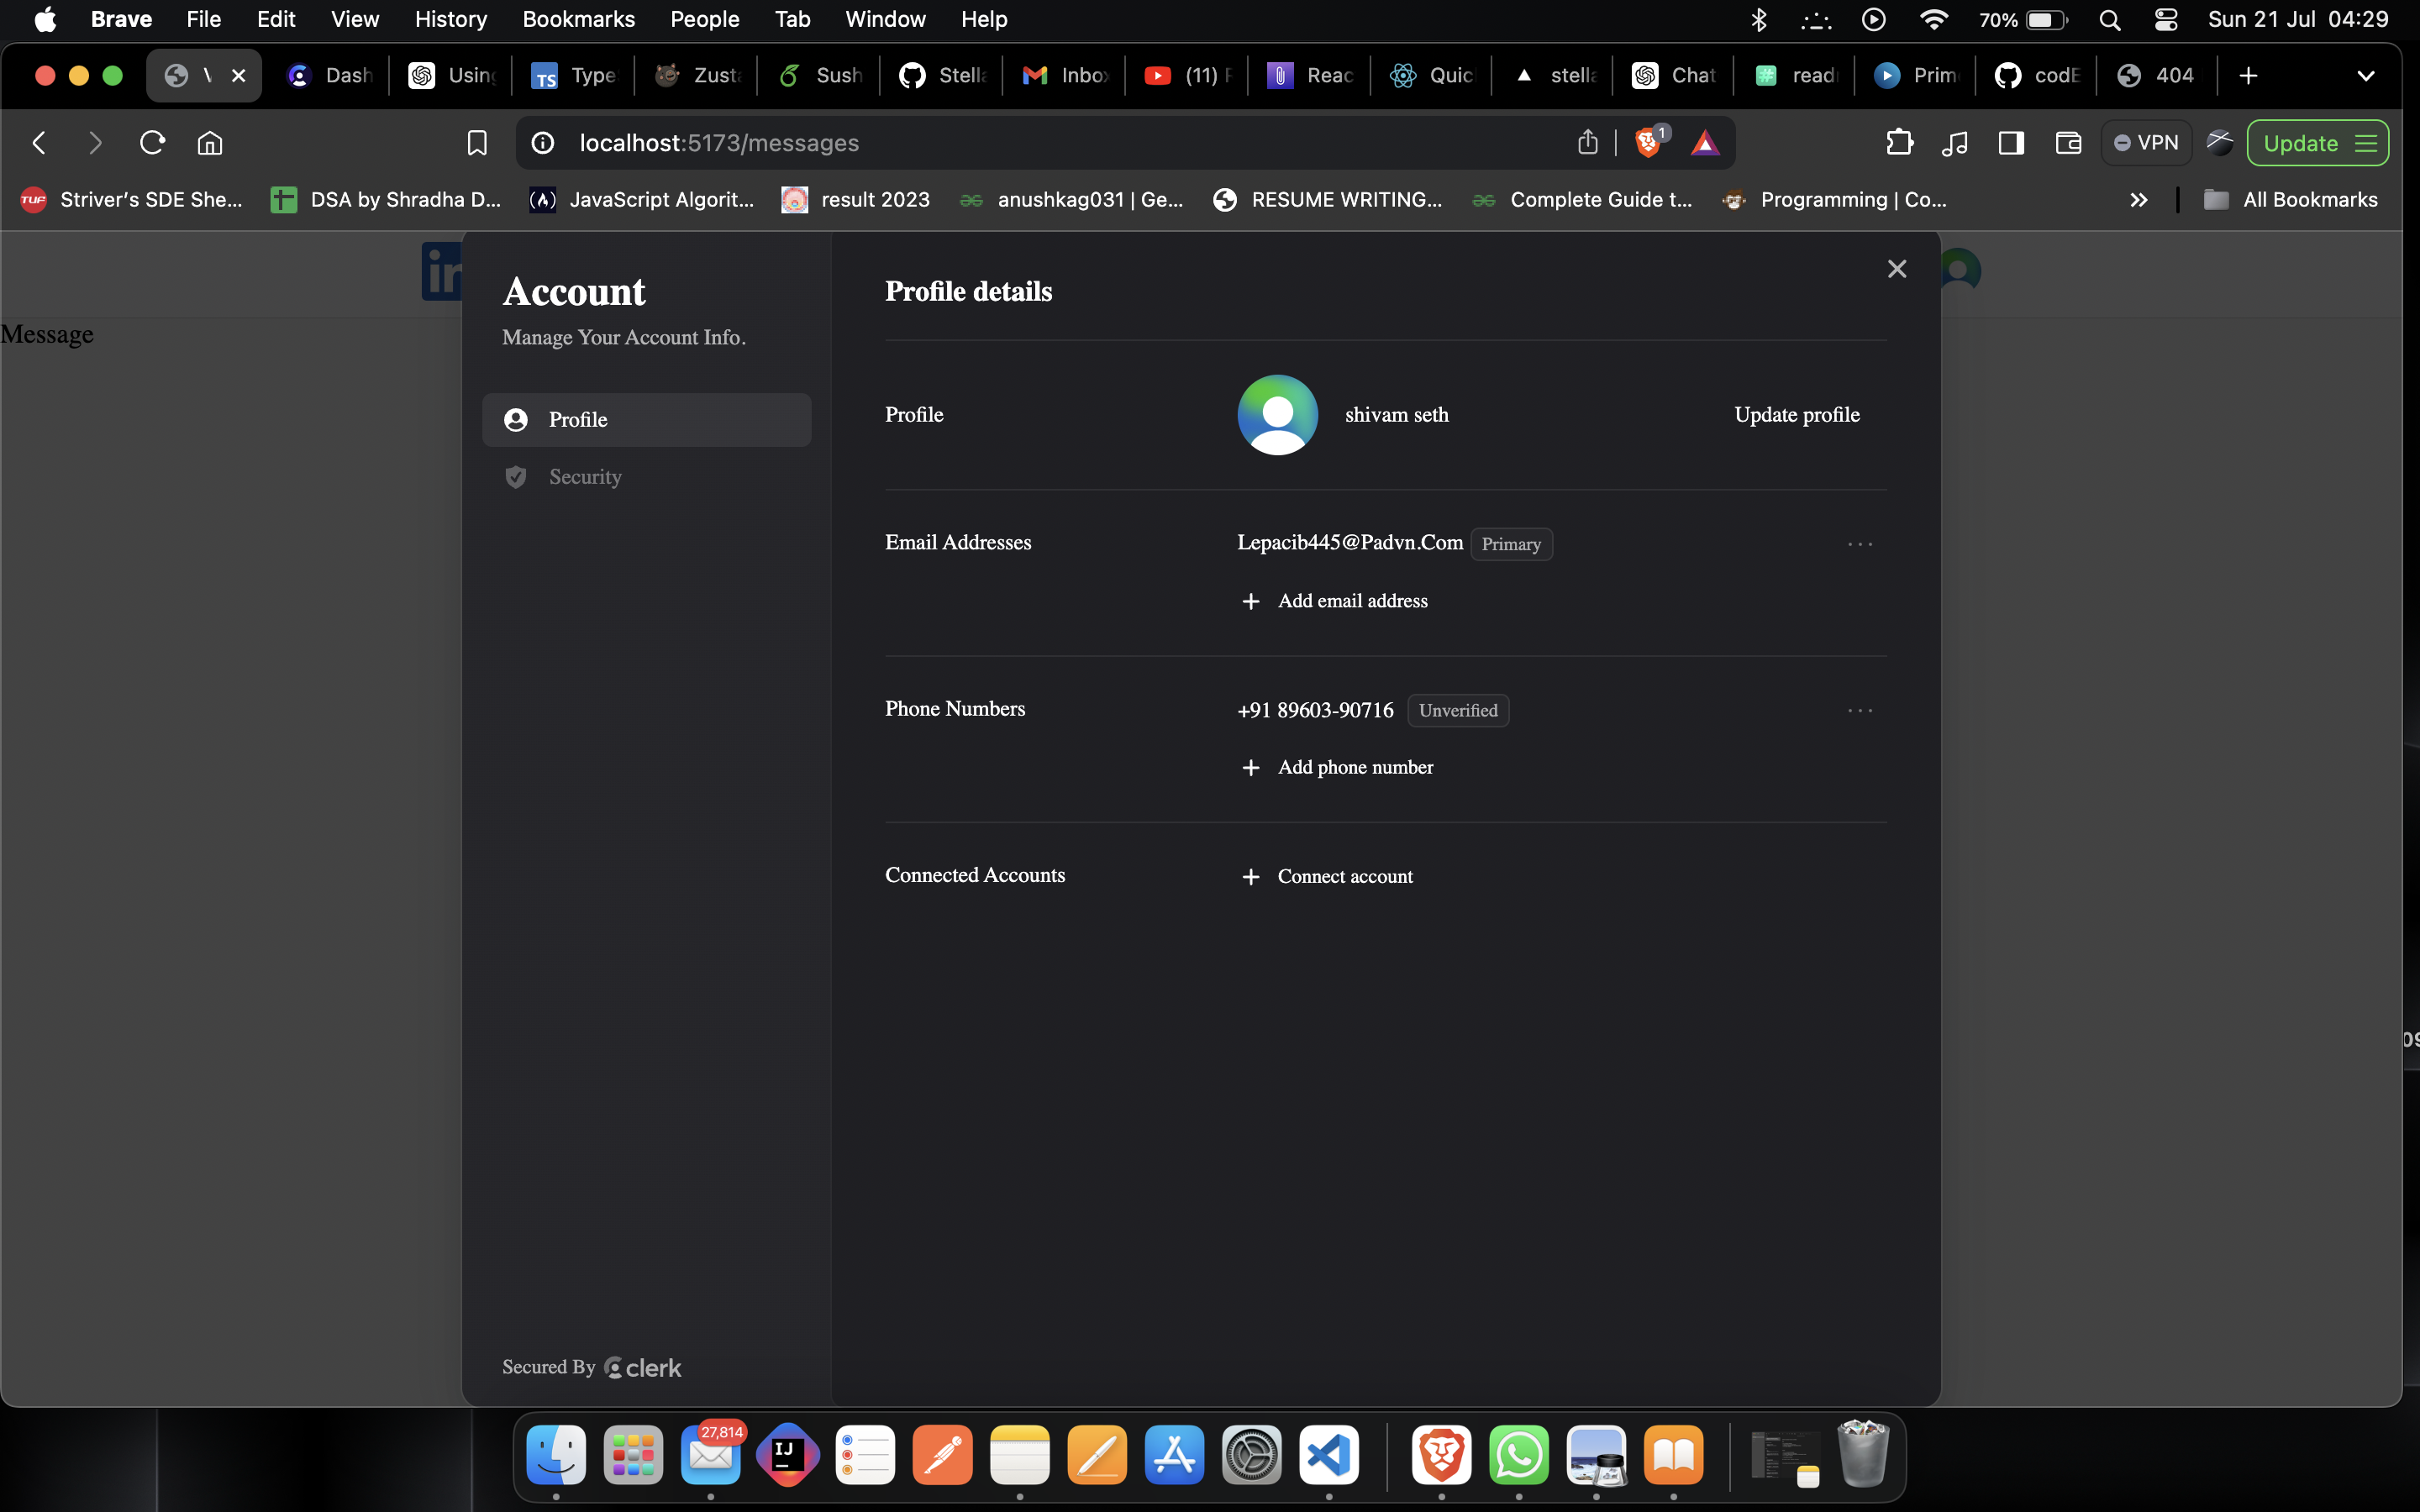 Brave File Edit View History Bookmarks People Tab Window Help 70% Sun 21 Jul 04:29
Dash Using Type Zusta Sush Stella Inbox (11) Reac Quic stella Chat read Prim codE 404
localhost:5173/messages 1 VPN Update
TUF Striver's SDE She... DSA by Shradha D... JavaScript Algorit... result 2023 anushkag031 | Ge... RESUME WRITING... Complete Guide t... Programming | Co... All Bookmarks
in
Message
Account
Manage Your Account Info.
Profile
Security
Secured By clerk
Profile details
Profile shivam seth Update profile
Email Addresses Lepacib445@Padvn.Com Primary
Add email address
Phone Numbers +91 89603-90716 Unverified
Add phone number
Connected Accounts Connect account
27,814
IJ